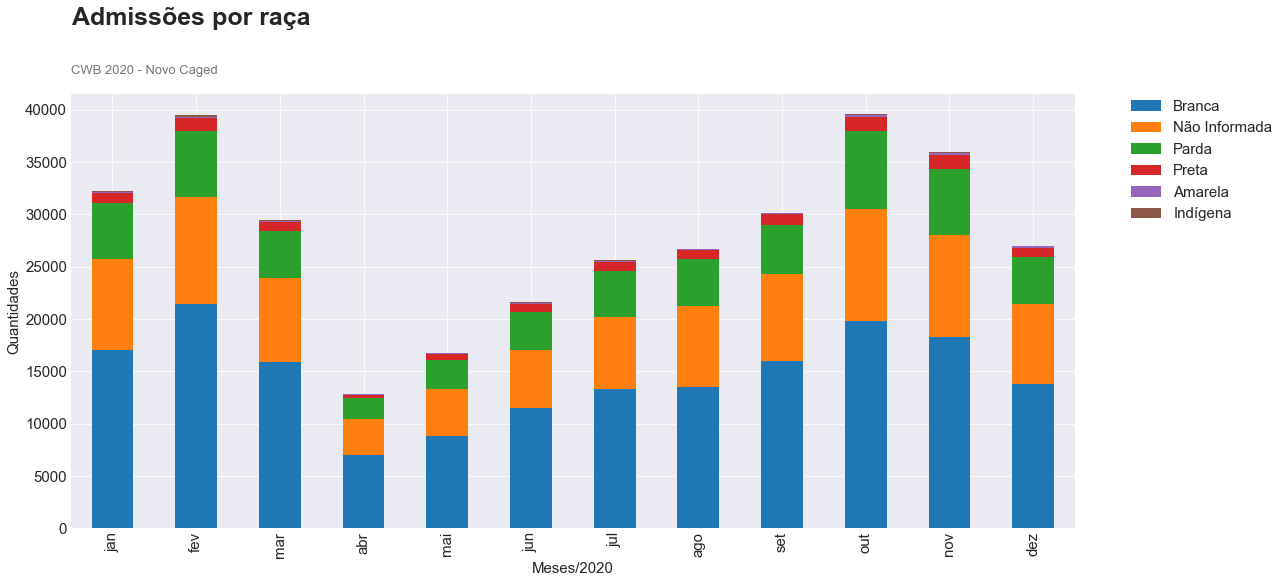 Admissões por raça
CWB 2020 - Novo Caged
40000
35000
30000
25000
20000
15000
10000
5000
0
Quantidades
jan
fev
mar
abr
mai
jun
jul
ago
set
out
nov
dez
Meses/2020
Branca
Não Informada
Parda
Preta
Amarela
Indígena